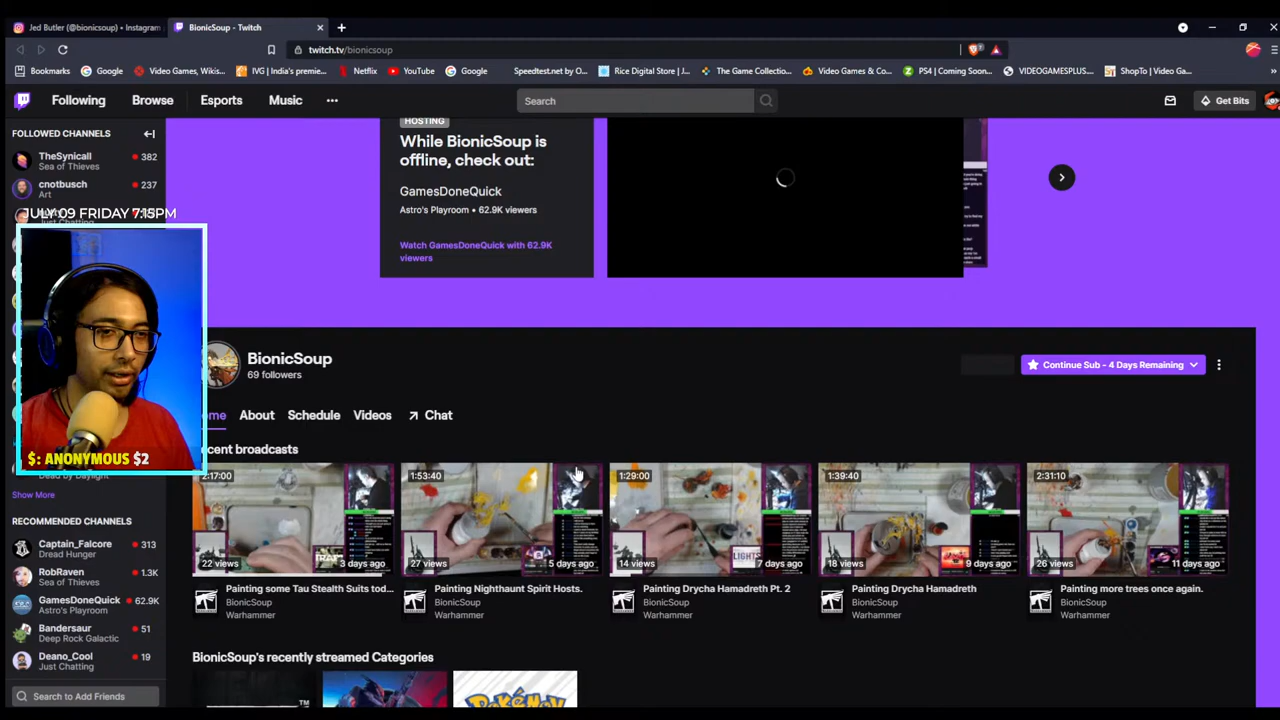 Jed Butler (@bionicsoup) • Instagram
BionicSoup - Twitch
twitch.tv/bionicsoup
Bookmarks
Google
Video Games, Wikis...
IVG | India's premie...
Netflix
YouTube
Google
Speedtest.net by O...
Rice Digital Store | J...
The Game Collectio...
Video Games & Co...
PS4 | Coming Soon...
VIDEOGAMESPLUS....
ShopTo | Video Ga...
Following
Browse
Esports
Music
Search
Get Bits
FOLLOWED CHANNELS
TheSynicall
382
Sea of Thieves
cnotbusch
237
Art
JULY 09 FRIDAY 7:15PM
$: ANONYMOUS $2
Show More
RECOMMENDED CHANNELS
Captain_Falcore
313
Dread Hunger
RobRaven
1.3K
Sea of Thieves
GamesDoneQuick
62.9K
Astro's Playroom
Bandersaur
51
Deep Rock Galactic
Deano_Cool
19
Just Chatting
Search to Add Friends
HOSTING
While BionicSoup is
offline, check out:
GamesDoneQuick
Astro's Playroom • 62.9K viewers
Watch GamesDoneQuick with 62.9K
viewers
BionicSoup
69 followers
Continue Sub - 4 Days Remaining
About
Schedule
Videos
Chat
broadcasts
2:17:00
22 views
3 days ago
Painting some Tau Stealth Suits tod...
BionicSoup
Warhammer
1:53:40
27 views
5 days ago
Painting Nighthaunt Spirit Hosts.
BionicSoup
Warhammer
1:29:00
LIGHTS
14 views
7 days ago
Painting Drycha Hamadreth Pt. 2
BionicSoup
Warhammer
1:39:40
18 views
9 days ago
Painting Drycha Hamadreth
BionicSoup
Warhammer
2:31:10
26 views
11 days ago
Painting more trees once again.
BionicSoup
Warhammer
BionicSoup's recently streamed Categories
TM